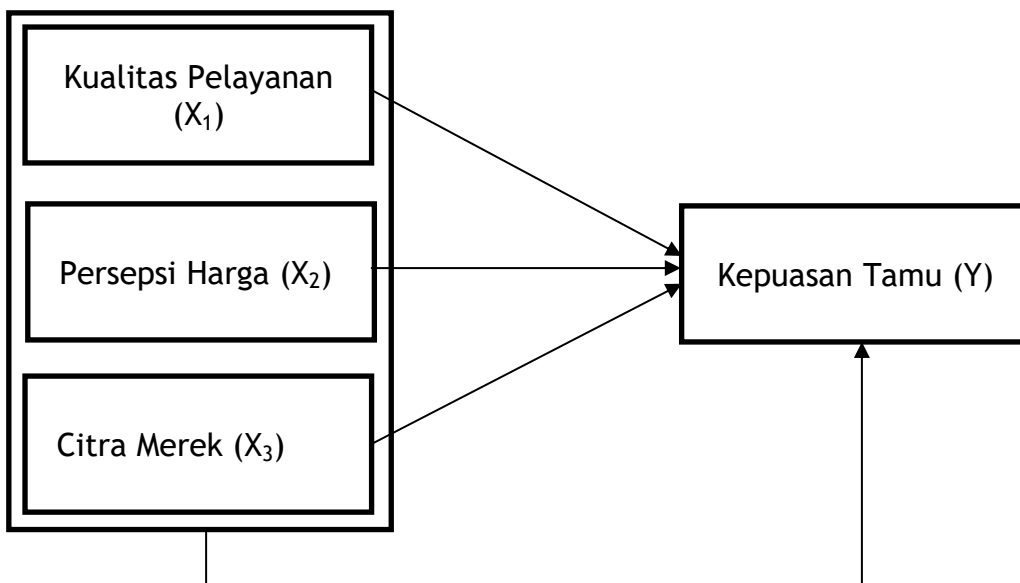 Kualitas Pelayanan
(X₁)
Persepsi Harga (X₂)
Kepuasan Tamu (Y)
Citra Merek (X₃)